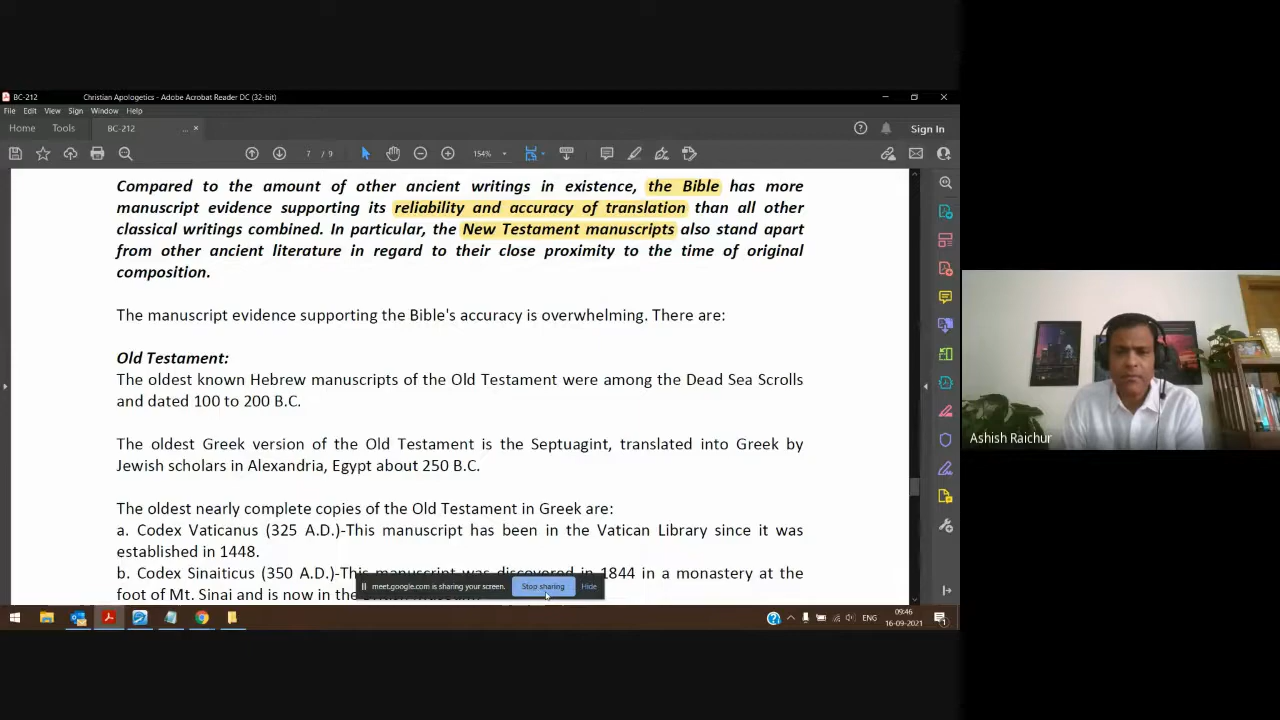 BC-212 Christian Apologetics - Adobe Acrobat Reader DC (32-bit)
File Edit View Sign Window Help
Home Tools BC-212 ... × Sign In
7 / 9 154%
Compared to the amount of other ancient writings in existence, the Bible has more
manuscript evidence supporting its reliability and accuracy of translation than all other
classical writings combined. In particular, the New Testament manuscripts also stand apart
from other ancient literature in regard to their close proximity to the time of original
composition.
The manuscript evidence supporting the Bible's accuracy is overwhelming. There are:
Old Testament:
The oldest known Hebrew manuscripts of the Old Testament were among the Dead Sea Scrolls
and dated 100 to 200 B.C.
The oldest Greek version of the Old Testament is the Septuagint, translated into Greek by
Jewish scholars in Alexandria, Egypt about 250 B.C.
The oldest nearly complete copies of the Old Testament in Greek are:
a. Codex Vaticanus (325 A.D.)-This manuscript has been in the Vatican Library since it was
established in 1448.
b. Codex Sinaiticus (350 A.D.)-This manuscript was discovered in 1844 in a monastery at the
foot of Mt. Sinai and is now in the
meet.google.com is sharing your screen. Stop sharing Hide
ENG
09:46
16-09-2021
Ashish Raichur